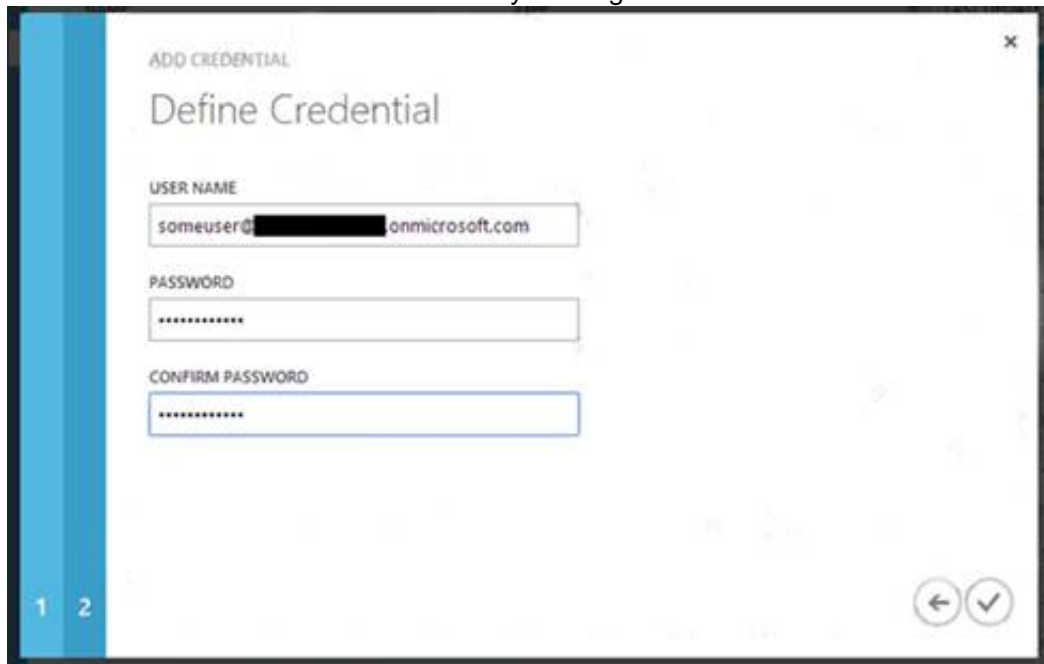 ADD CREDENTIAL
Define Credential
USER NAME
someuser@ .onmicrosoft.com
PASSWORD
••••••••••••
CONFIRM PASSWORD
••••••••••••
1 2